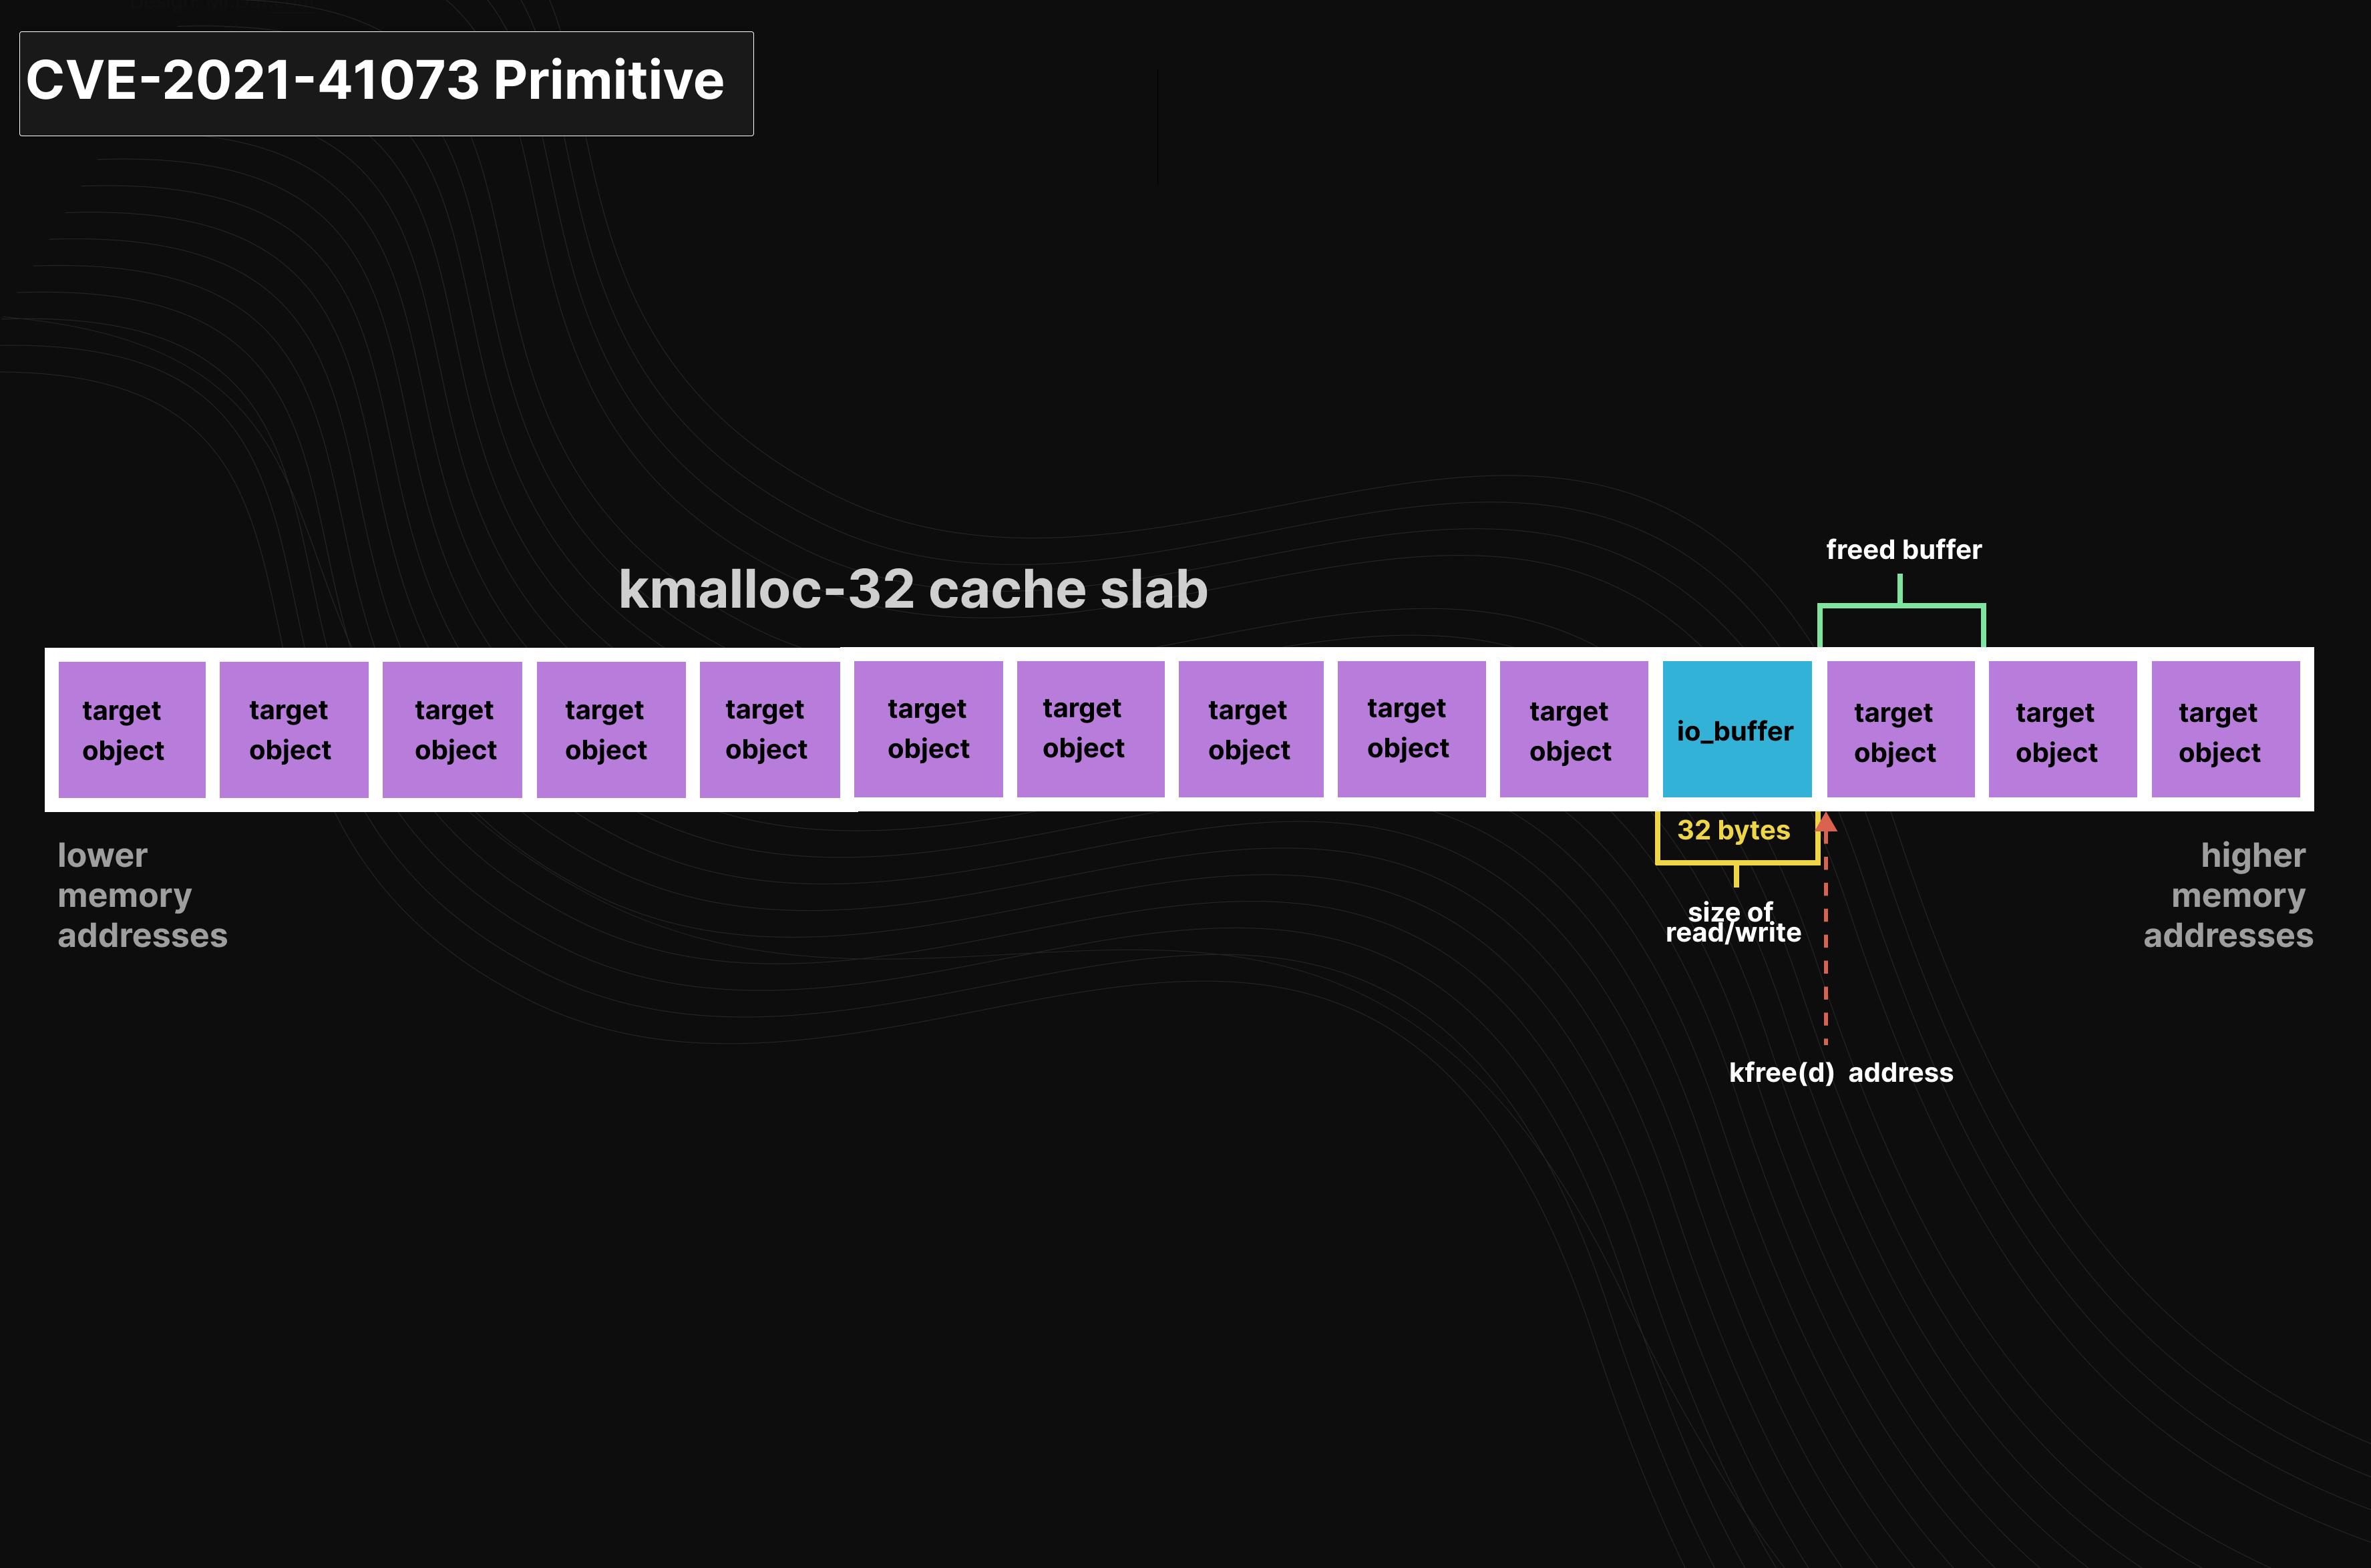 CVE-2021-41073 Primitive
freed buffer
kmalloc-32 cache slab
target
object
target
object
target
object
target
object
target
object
target
object
target
object
target
object
target
object
target
object
io_buffer
target
object
target
object
target
object
32 bytes
lower
memory
addresses
size of
read/write
higher
memory
addresses
kfree(d) address